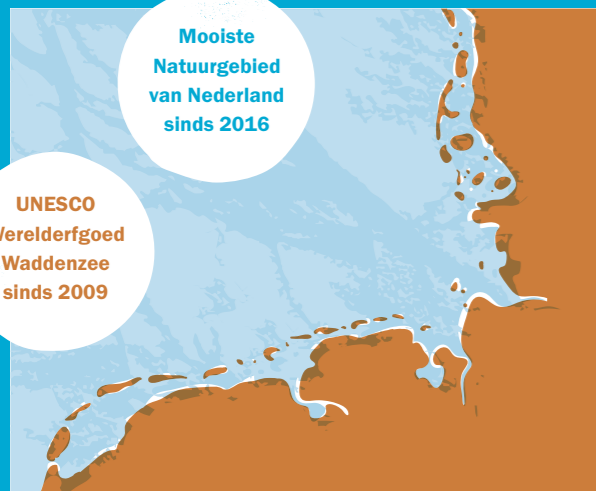 Mooiste
Natuurgebied
van Nederland
sinds 2016
UNESCO
Werelderfgoed
Waddenzee
sinds 2009